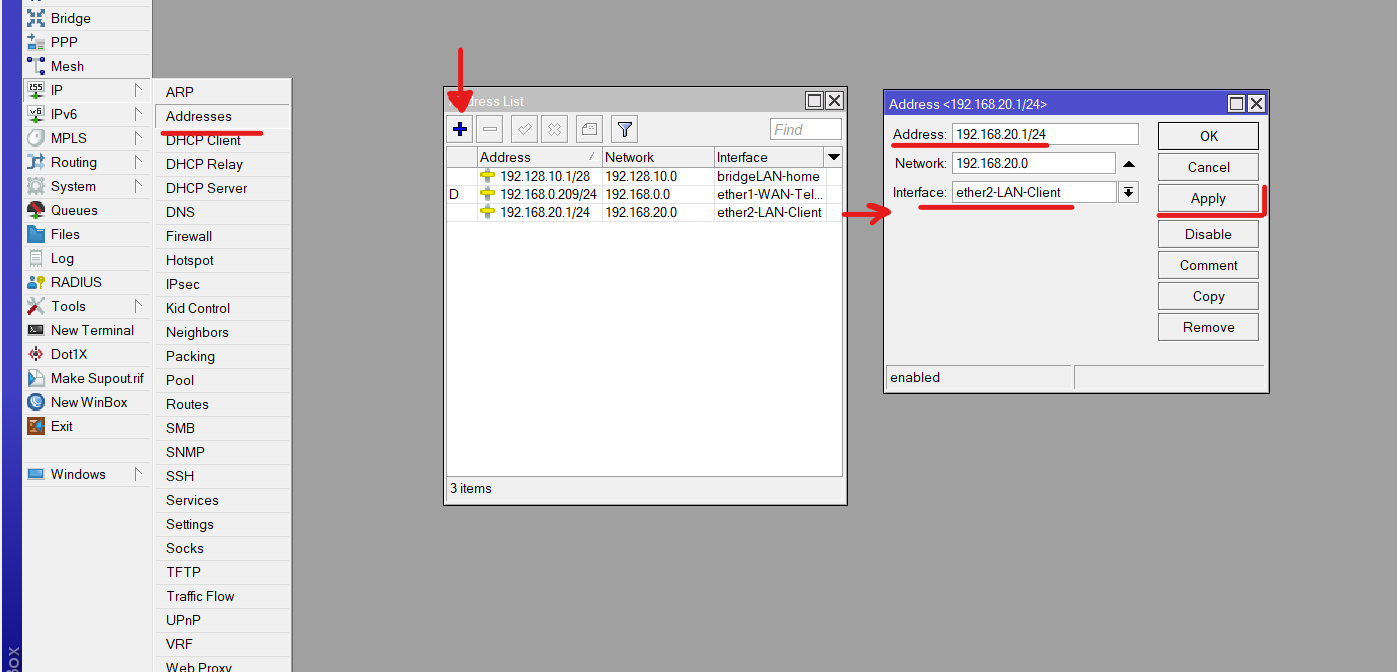 Bridge
PPP
Mesh
IP
IPv6
MPLS
Routing
System
Queues
Files
Log
RADIUS
Tools
New Terminal
Dot1X
Make Supout.rif
New WinBox
Exit
Windows
ARP
Addresses
DHCP Client
DHCP Relay
DHCP Server
DNS
Firewall
Hotspot
IPsec
Kid Control
Neighbors
Packing
Pool
Routes
SMB
SNMP
SSH
Services
Settings
Socks
TFTP
Traffic Flow
UPnP
VRF
Web Proxy
Address List
Find
Address Network Interface
192.128.10.1/28 192.128.10.0 bridgeLAN-home
D 192.168.0.209/24 192.168.0.0 ether1-WAN-Tel...
192.168.20.1/24 192.168.20.0 ether2-LAN-Client
3 items
Address <192.168.20.1/24>
Address: 192.168.20.1/24
Network: 192.168.20.0
Interface: ether2-LAN-Client
OK
Cancel
Apply
Disable
Comment
Copy
Remove
enabled